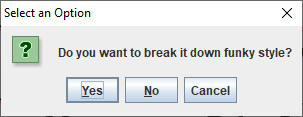 Select an Option
?
Do you want to break it down funky style?
Yes
No
Cancel